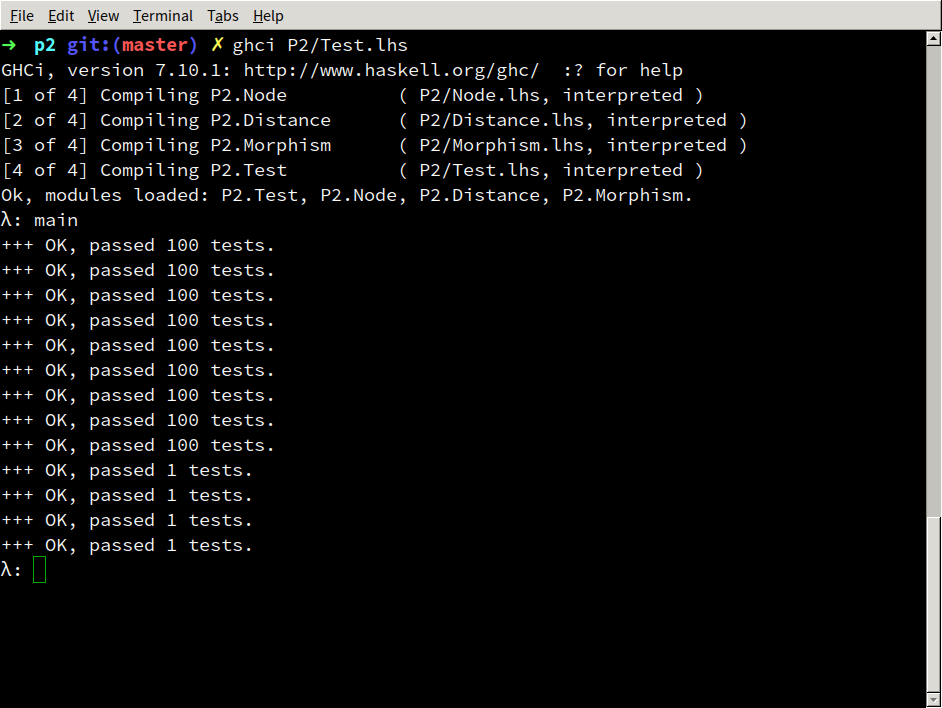 File Edit View Terminal Tabs Help
➜ p2 git:(master) ✗ ghci P2/Test.lhs
GHCi, version 7.10.1: http://www.haskell.org/ghc/  :? for help
[1 of 4] Compiling P2.Node          ( P2/Node.lhs, interpreted )
[2 of 4] Compiling P2.Distance      ( P2/Distance.lhs, interpreted )
[3 of 4] Compiling P2.Morphism      ( P2/Morphism.lhs, interpreted )
[4 of 4] Compiling P2.Test          ( P2/Test.lhs, interpreted )
Ok, modules loaded: P2.Test, P2.Node, P2.Distance, P2.Morphism.
λ: main
+++ OK, passed 100 tests.
+++ OK, passed 100 tests.
+++ OK, passed 100 tests.
+++ OK, passed 100 tests.
+++ OK, passed 100 tests.
+++ OK, passed 100 tests.
+++ OK, passed 100 tests.
+++ OK, passed 100 tests.
+++ OK, passed 100 tests.
+++ OK, passed 1 tests.
+++ OK, passed 1 tests.
+++ OK, passed 1 tests.
+++ OK, passed 1 tests.
λ: